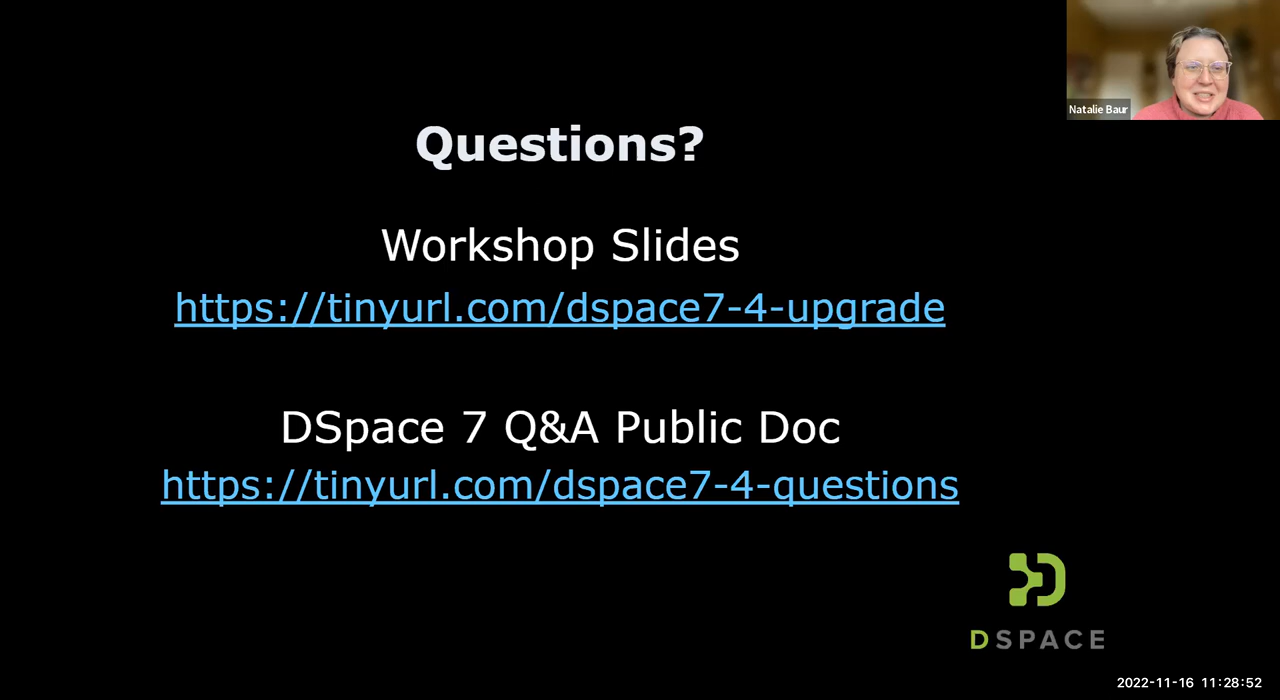 Natalie Baur
Questions?
Workshop Slides
https://tinyurl.com/dspace7-4-upgrade
DSpace 7 Q&A Public Doc
https://tinyurl.com/dspace7-4-questions
DSPACE
2022-11-16 11:28:52